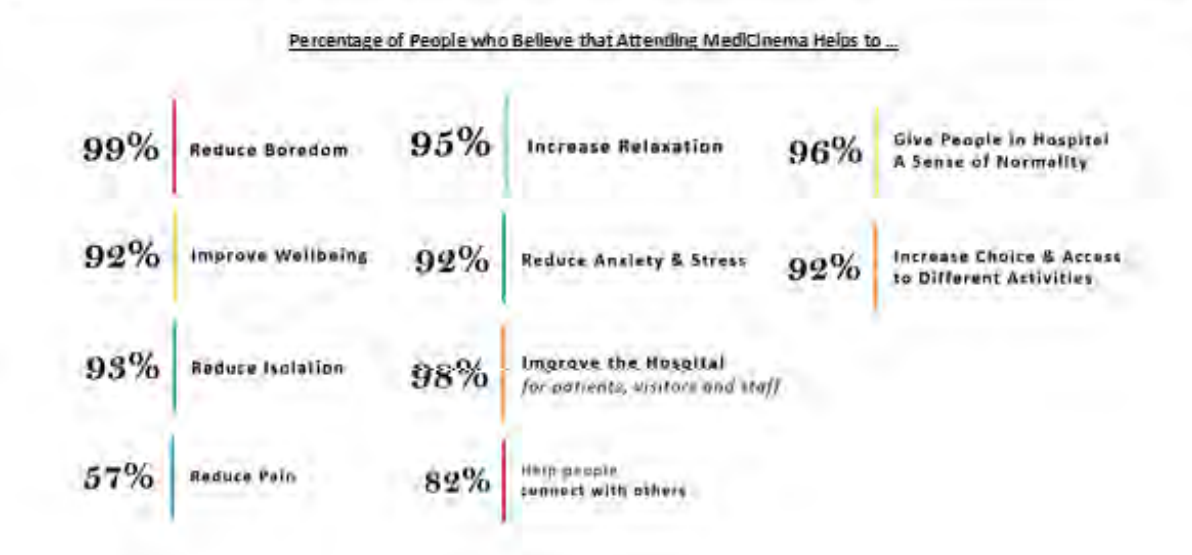 Percentage of People who Believe that Attending MediCinema Helps to ...
99%
Reduce Boredom
95%
Increase Relaxation
96%
Give People in Hospital
A Sense of Normality
92%
Improve Wellbeing
92%
Reduce Anxiety & Stress
92%
Increase Choice & Access
to Different Activities
93%
Reduce Isolation
98%
Improve the Hospital
for patients, visitors and staff
57%
Reduce Pain
82%
Help people
connect with others